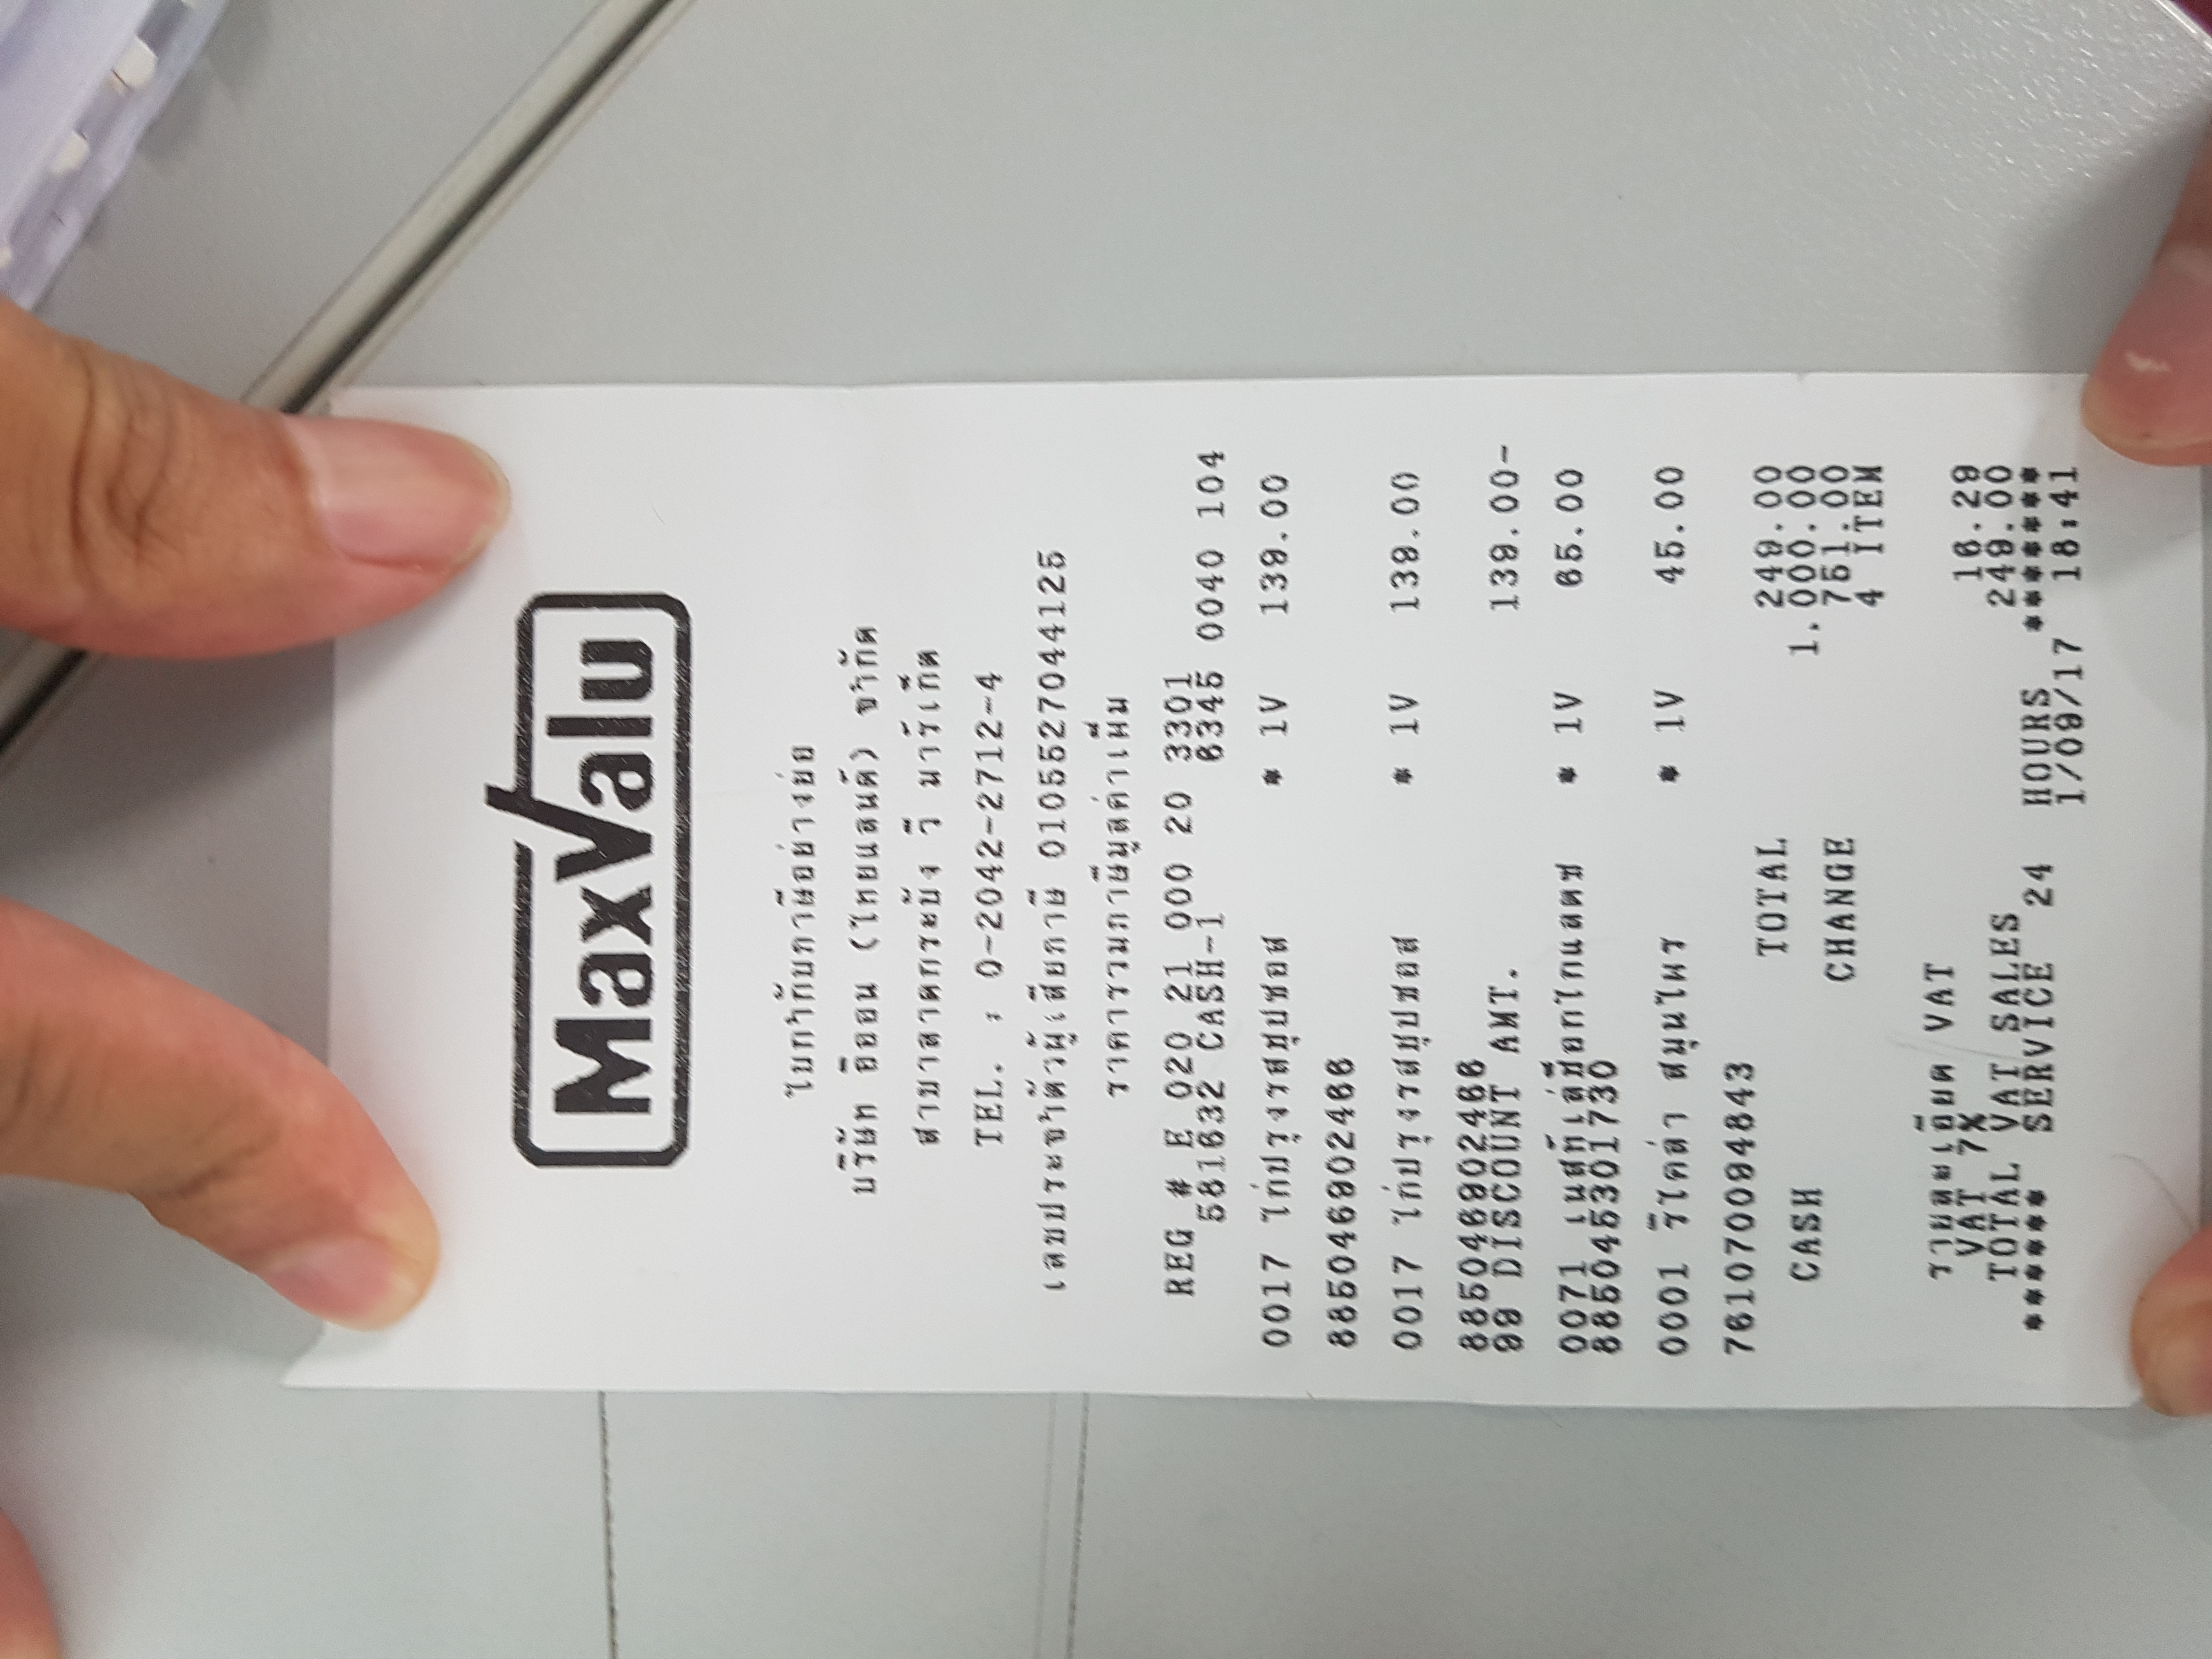 MaxValu
ใบกำกับภาษีอย่างย่อ
บริษัท อิออน (ไทยแลนด์) จำกัด
สาขาลาดกระบัง วี มาร์เก็ต
TEL. : 0-2042-2712-4
เลขประจำตัวผู้เสียภาษี 0105527044125
ราคารวมภาษีมูลค่าเพิ่ม
REG # E 020 21 000 20 3301
581632 CASH-1 6345 0040 104
0017 ไก่ปรุงรสชุปซอส * 1V 139.00
885046902466
0017 ไก่ปรุงรสชุปซอส * 1V 139.00
885046902466
99 DISCOUNT AMT. 139.00-
0071 เนสท์เล่ช็อกโกแลตช * 1V 65.00
885045301730
0001 ริโคล่า สมุนไพร * 1V 45.00
761070094843
TOTAL 249.00
CASH 1,000.00
CHANGE 751.00
4 ITEM
รายละเอียด VAT
VAT 7% 16.29
TOTAL VAT SALES 249.00
****** SERVICE 24 HOURS *******
1/09/17 18:41